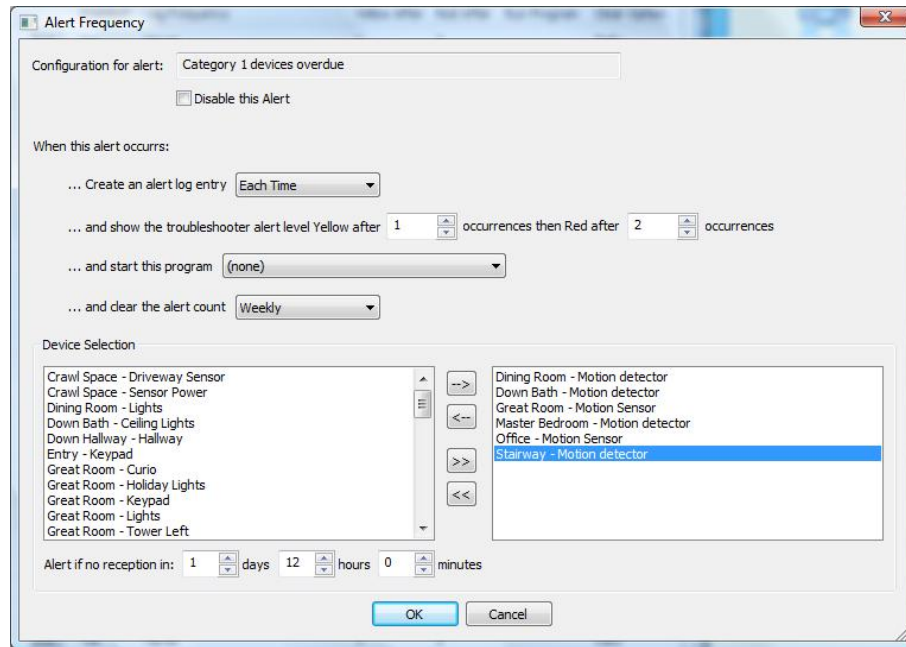 Alert Frequency
Configuration for alert: Category 1 devices overdue
Disable this Alert
When this alert occurrs:
... Create an alert log entry Each Time
... and show the troubleshooter alert level Yellow after 1 occurrences then Red after 2 occurrences
... and start this program (none)
... and clear the alert count Weekly
Device Selection
Crawl Space - Driveway Sensor
Crawl Space - Sensor Power
Dining Room - Lights
Down Bath - Ceiling Lights
Down Hallway - Hallway
Entry - Keypad
Great Room - Curio
Great Room - Holiday Lights
Great Room - Keypad
Great Room - Lights
Great Room - Tower Left
-->
<--
>>
<<
Dining Room - Motion detector
Down Bath - Motion detector
Great Room - Motion Sensor
Master Bedroom - Motion detector
Office - Motion Sensor
Stairway - Motion detector
Alert if no reception in: 1 days 12 hours 0 minutes
OK Cancel